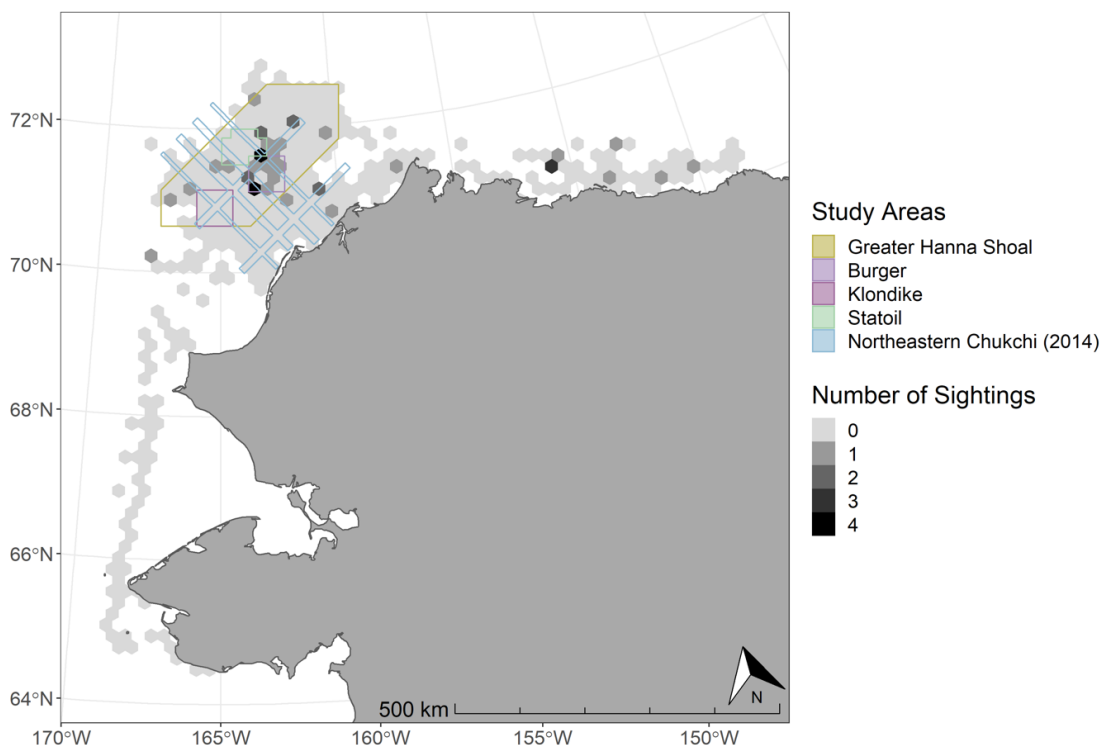 72°N
70°N
68°N
66°N
64°N
170°W
165°W
160°W
155°W
150°W
500 km
N
Study Areas
Greater Hanna Shoal
Burger
Klondike
Statoil
Northeastern Chukchi (2014)
Number of Sightings
0
1
2
3
4